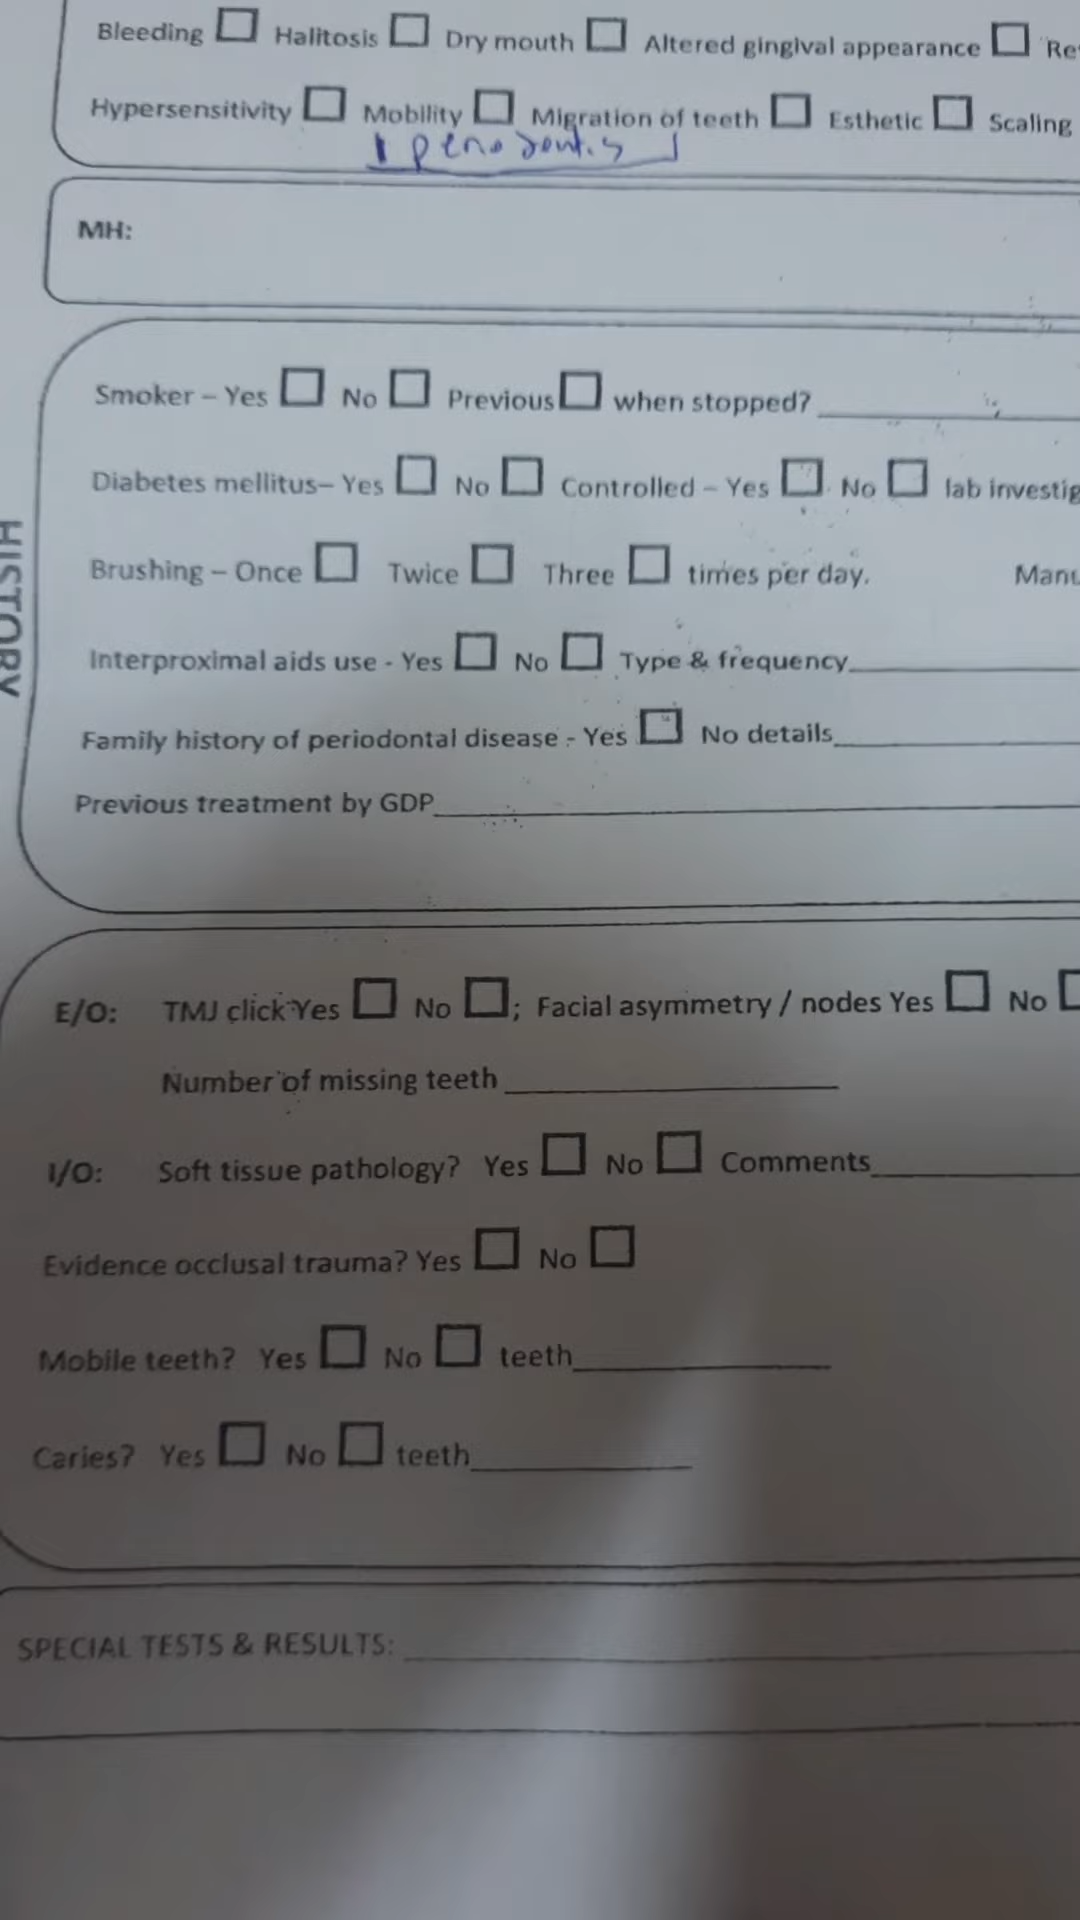 Bleeding ☐ Halitosis ☐ Dry mouth ☐ Altered gingival appearance ☐
Hypersensitivity ☐ Mobility ☐ Migration of teeth ☐ Esthetic ☐ Scaling
MH:
HISTORY
Smoker – Yes ☐ No ☐ Previous ☐ when stopped?
Diabetes mellitus– Yes ☐ No ☐ Controlled – Yes ☐ No ☐ lab investig
Brushing – Once ☐ Twice ☐ Three ☐ times per day.
Interproximal aids use - Yes ☐ No ☐ Type & frequency
Family history of periodontal disease - Yes ☐ No details
Previous treatment by GDP
E/O: TMJ click Yes ☐ No ☐; Facial asymmetry / nodes Yes ☐ No ☐
Number of missing teeth
I/O: Soft tissue pathology? Yes ☐ No ☐ Comments
Evidence occlusal trauma? Yes ☐ No ☐
Mobile teeth? Yes ☐ No ☐ teeth
Caries? Yes ☐ No ☐ teeth
SPECIAL TESTS & RESULTS: